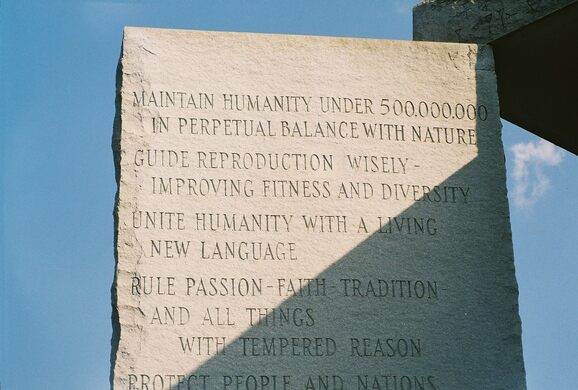 MAINTAIN HUMANITY UNDER 500.000.000
IN PERPETUAL BALANCE WITH NATURE
GUIDE REPRODUCTION WISELY-
IMPROVING FITNESS AND DIVERSITY
UNITE HUMANITY WITH A LIVING
NEW LANGUAGE
RULE PASSION-FAITH-TRADITION
AND ALL THINGS
WITH TEMPERED REASON
PROTECT PEOPLE AND NATIONS